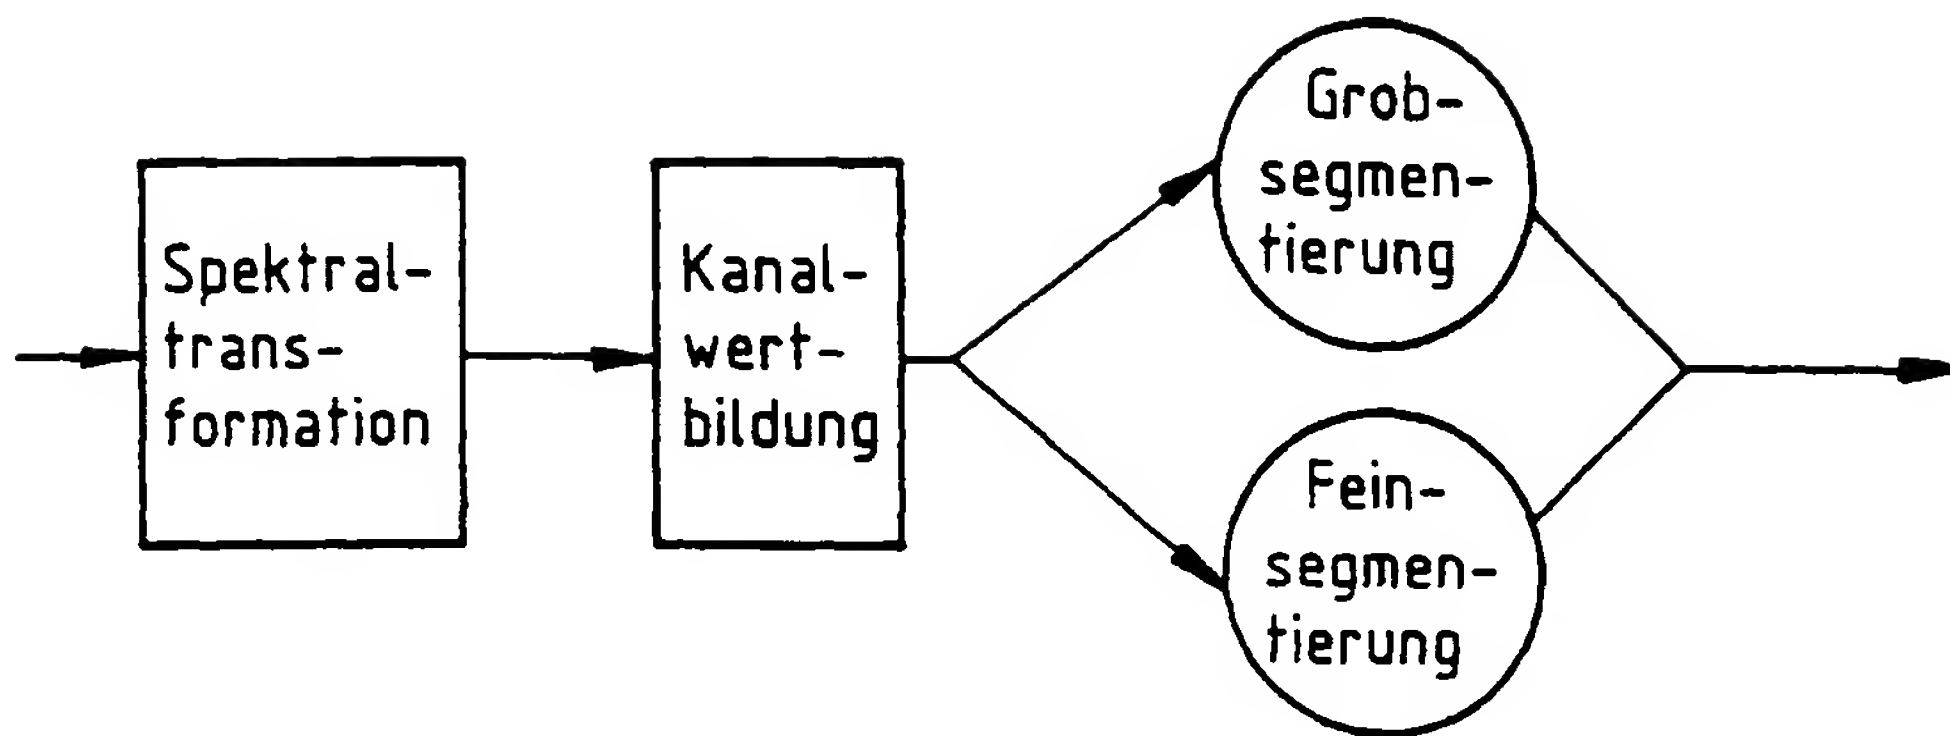 Spektral-
trans-
formation
Kanal-
wert-
bildung
Grob-
segmen-
tierung
Fein-
segmen-
tierung